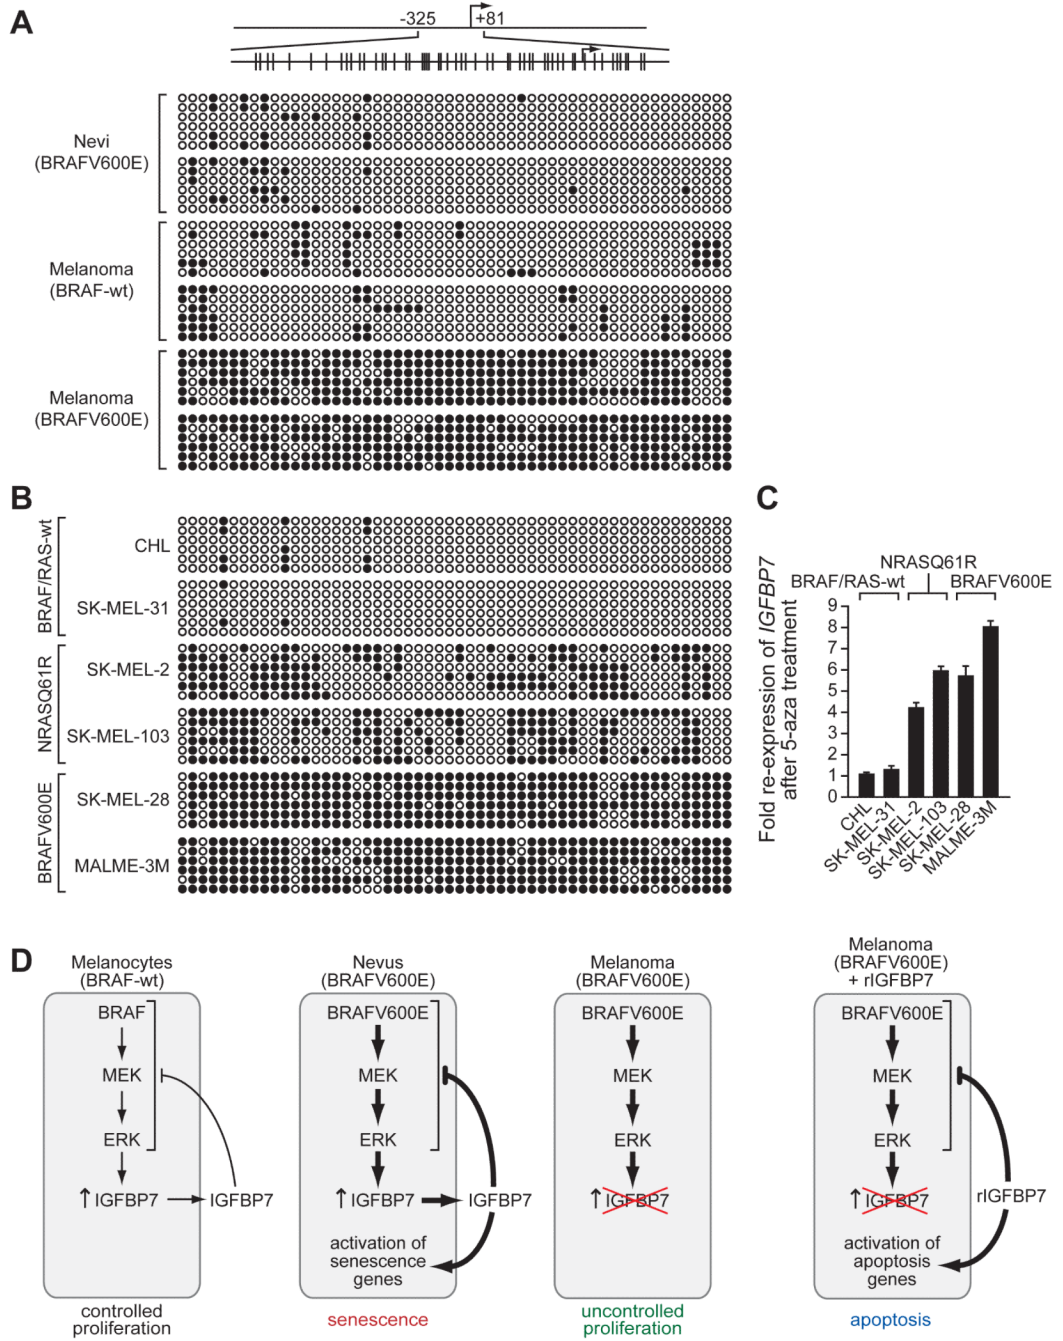 A
-325
+81
Nevi
(BRAFV600E)
Melanoma
(BRAF-wt)
Melanoma
(BRAFV600E)
B
BRAF/RAS-wt
CHL
SK-MEL-31
NRASQ61R
SK-MEL-2
SK-MEL-103
BRAFV600E
SK-MEL-28
MALME-3M
C
NRASQ61R
BRAF/RAS-wt
BRAFV600E
Fold re-expression of IGFBP7
after 5-aza treatment
9
8
7
6
5
4
3
2
1
0
CHL
SK-MEL-31
SK-MEL-2
SK-MEL-103
SK-MEL-28
MALME-3M
D
Melanocytes
(BRAF-wt)
BRAF
MEK
ERK
↑ IGFBP7
IGFBP7
controlled
proliferation
Nevus
(BRAFV600E)
BRAFV600E
MEK
ERK
↑ IGFBP7
IGFBP7
activation of
senescence
genes
senescence
Melanoma
(BRAFV600E)
BRAFV600E
MEK
ERK
↑ IGFBP7
uncontrolled
proliferation
Melanoma
(BRAFV600E)
+ rIGFBP7
BRAFV600E
MEK
ERK
↑ IGFBP7
rIGFBP7
activation of
apoptosis
genes
apoptosis